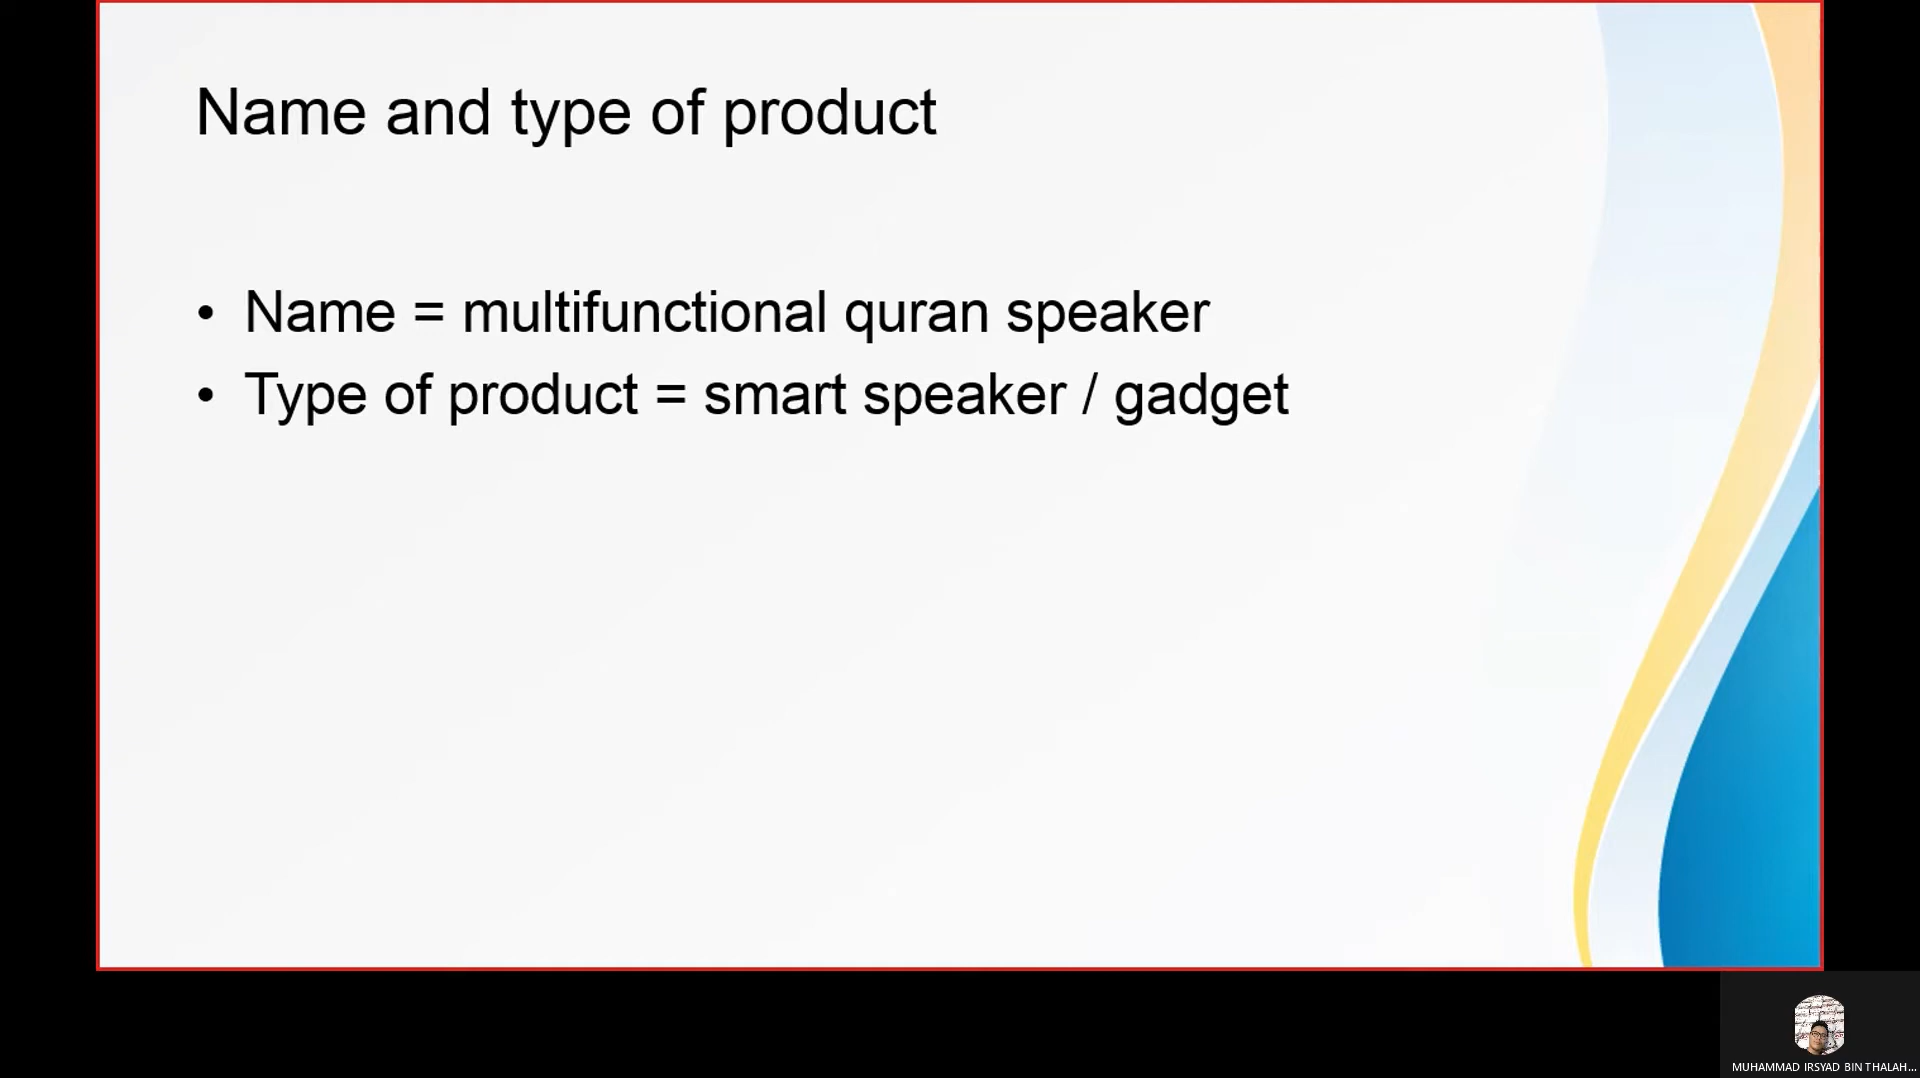 Name and type of product
• Name = multifunctional quran speaker
• Type of product = smart speaker / gadget
MUHAMMAD IRSYAD BIN THALAH...